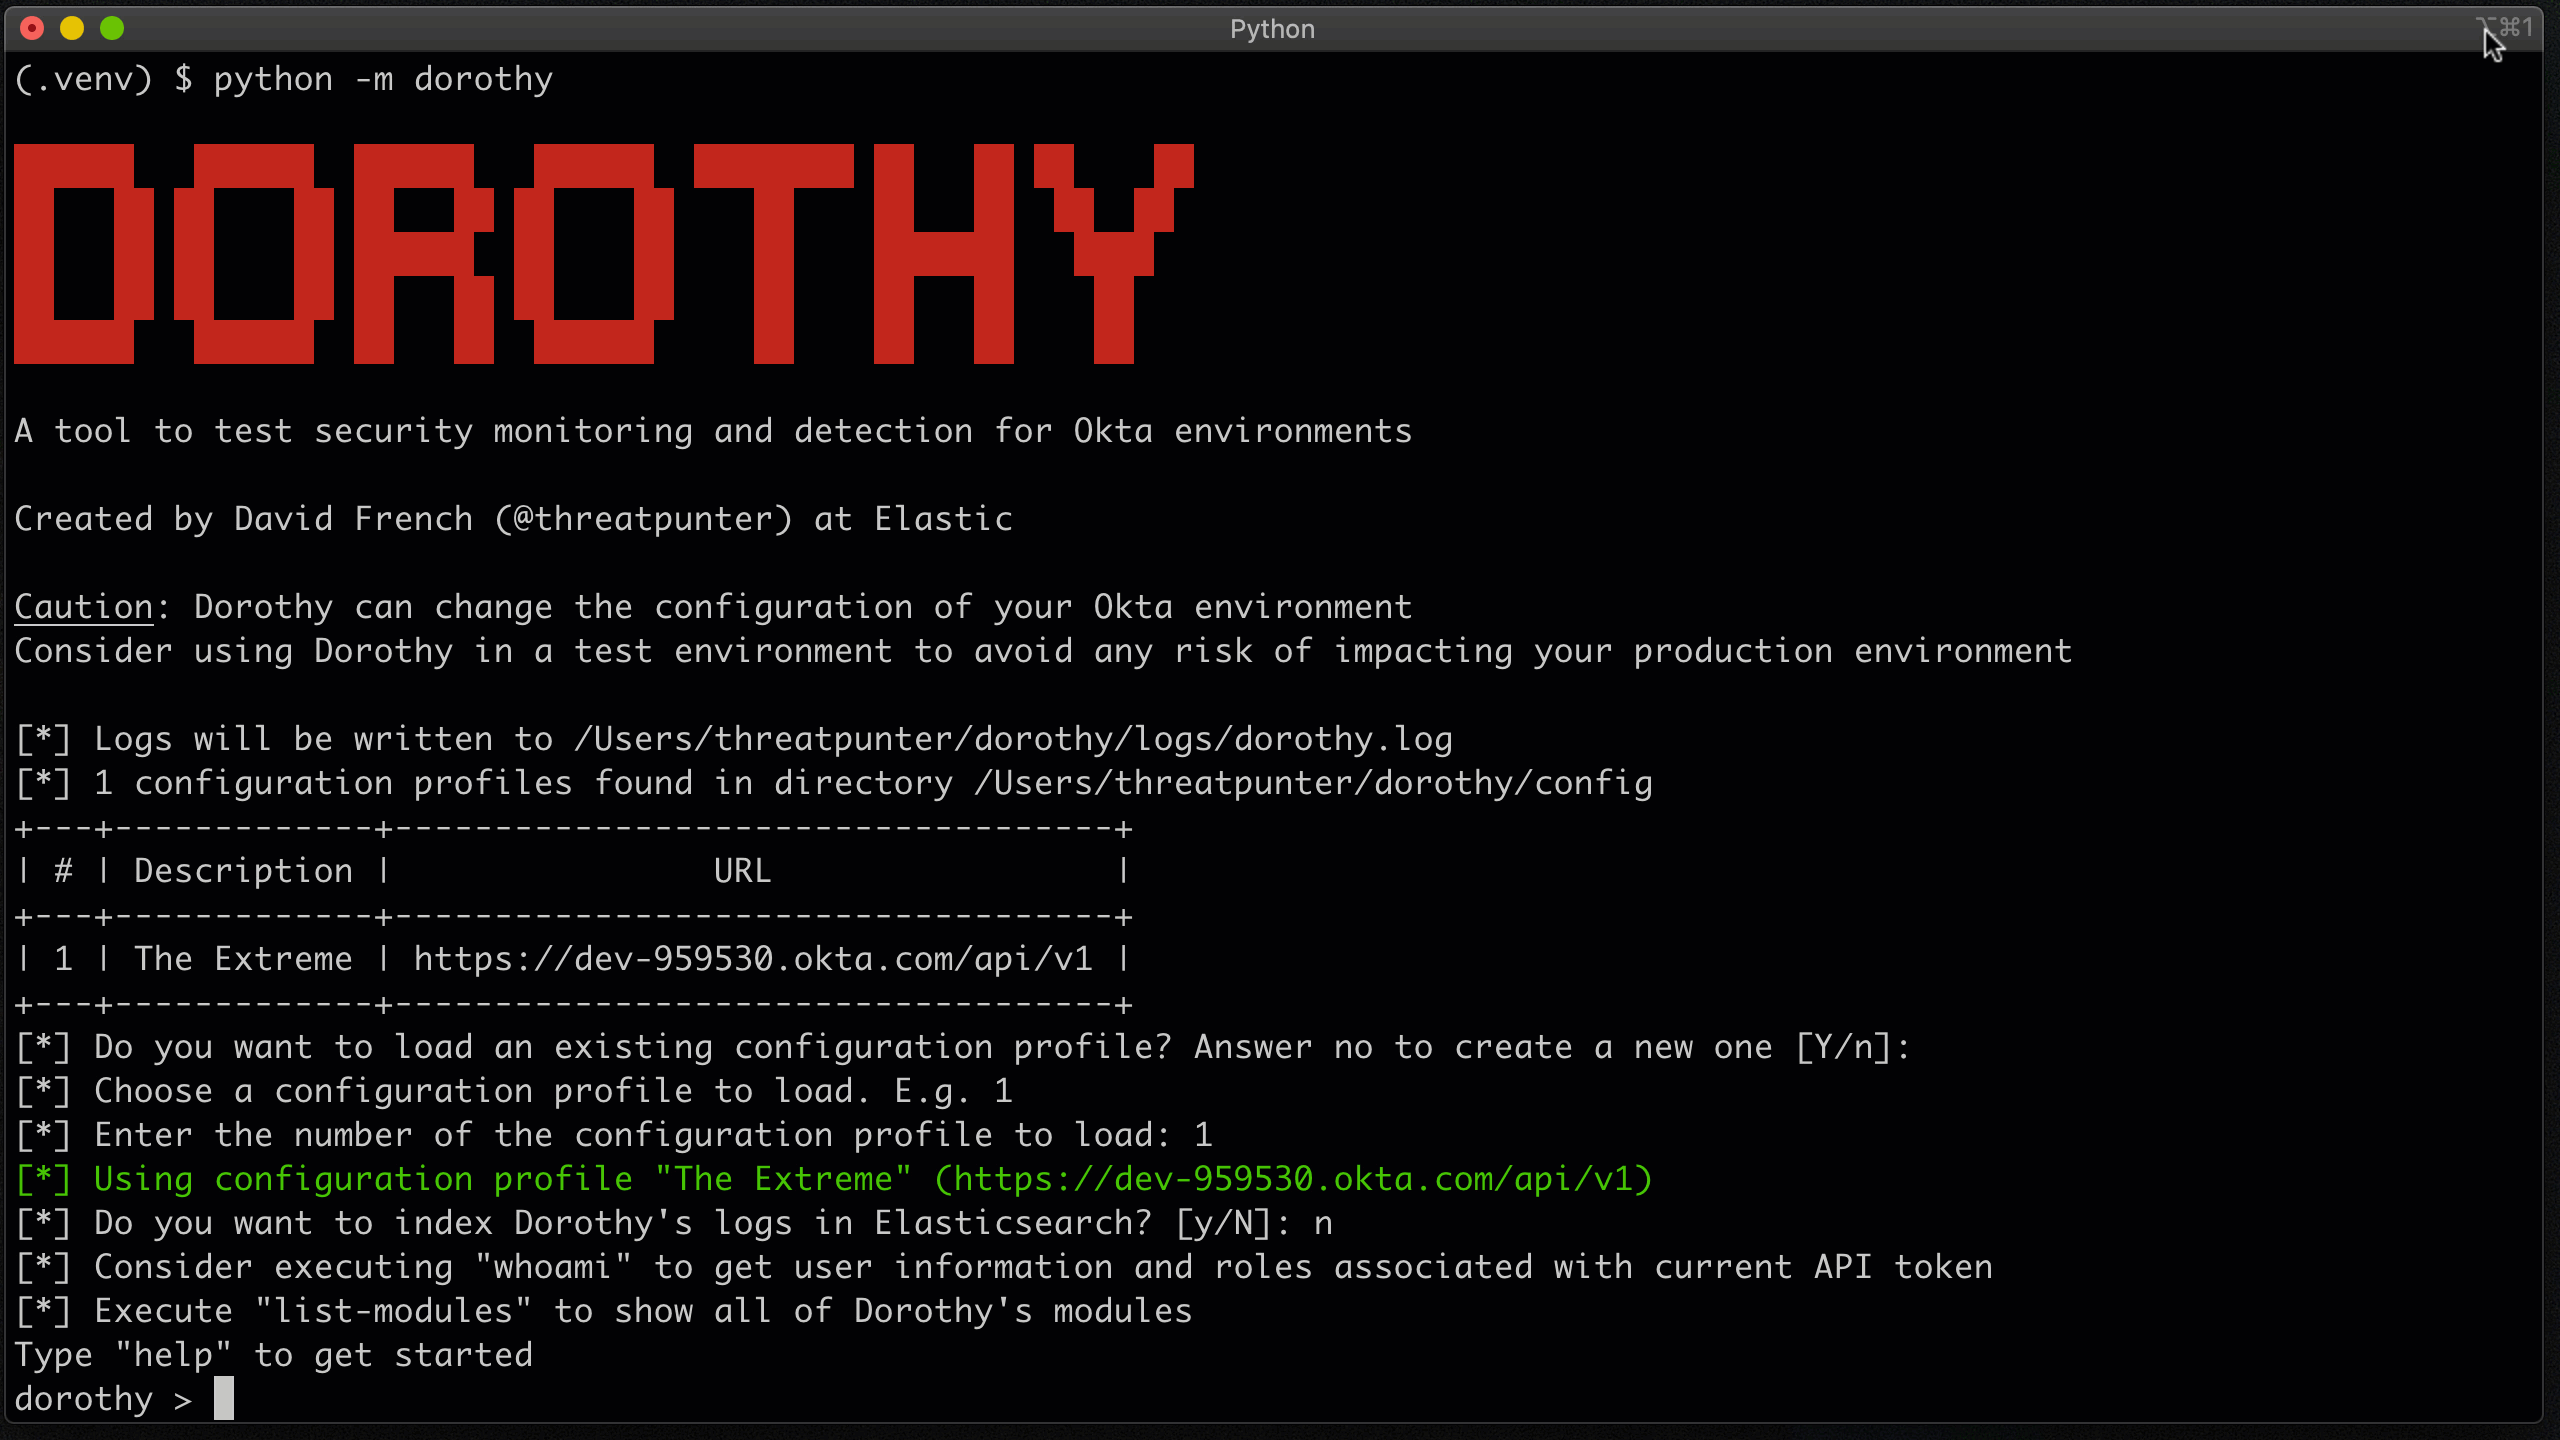 Python
⌥⌘1
(.venv) $ python -m dorothy
DOROTHY
A tool to test security monitoring and detection for Okta environments
Created by David French (@threatpunter) at Elastic
Caution: Dorothy can change the configuration of your Okta environment
Consider using Dorothy in a test environment to avoid any risk of impacting your production environment
[*] Logs will be written to /Users/threatpunter/dorothy/logs/dorothy.log
[*] 1 configuration profiles found in directory /Users/threatpunter/dorothy/config
+---+-------------+------------------------------------+
| # | Description |                URL                 |
+---+-------------+------------------------------------+
| 1 | The Extreme | https://dev-959530.okta.com/api/v1 |
+---+-------------+------------------------------------+
[*] Do you want to load an existing configuration profile? Answer no to create a new one [Y/n]:
[*] Choose a configuration profile to load. E.g. 1
[*] Enter the number of the configuration profile to load: 1
[*] Using configuration profile "The Extreme" (https://dev-959530.okta.com/api/v1)
[*] Do you want to index Dorothy's logs in Elasticsearch? [y/N]: n
[*] Consider executing "whoami" to get user information and roles associated with current API token
[*] Execute "list-modules" to show all of Dorothy's modules
Type "help" to get started
dorothy >